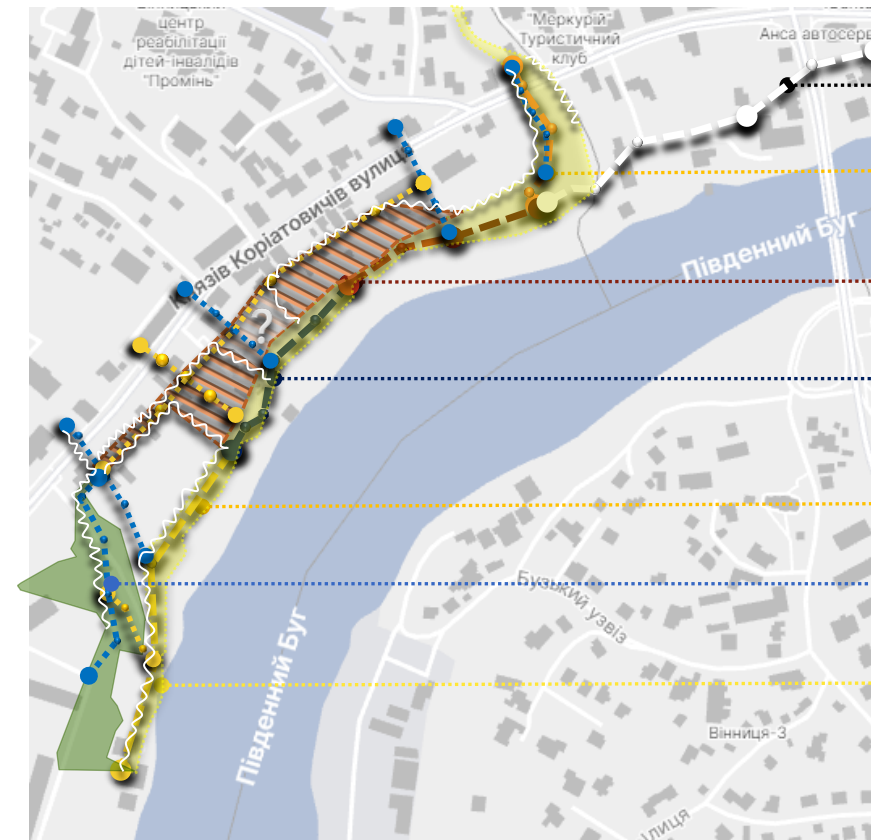 центр
реабілітації
дітей-інвалідів
"Промінь"
"Меркурій"
Туристичний
клуб
Анса автосерв
Князів Коріатовичів вулиця
Південний Буг
?
Бузький узвіз
Південний Буг
Вінниця-3
улиця